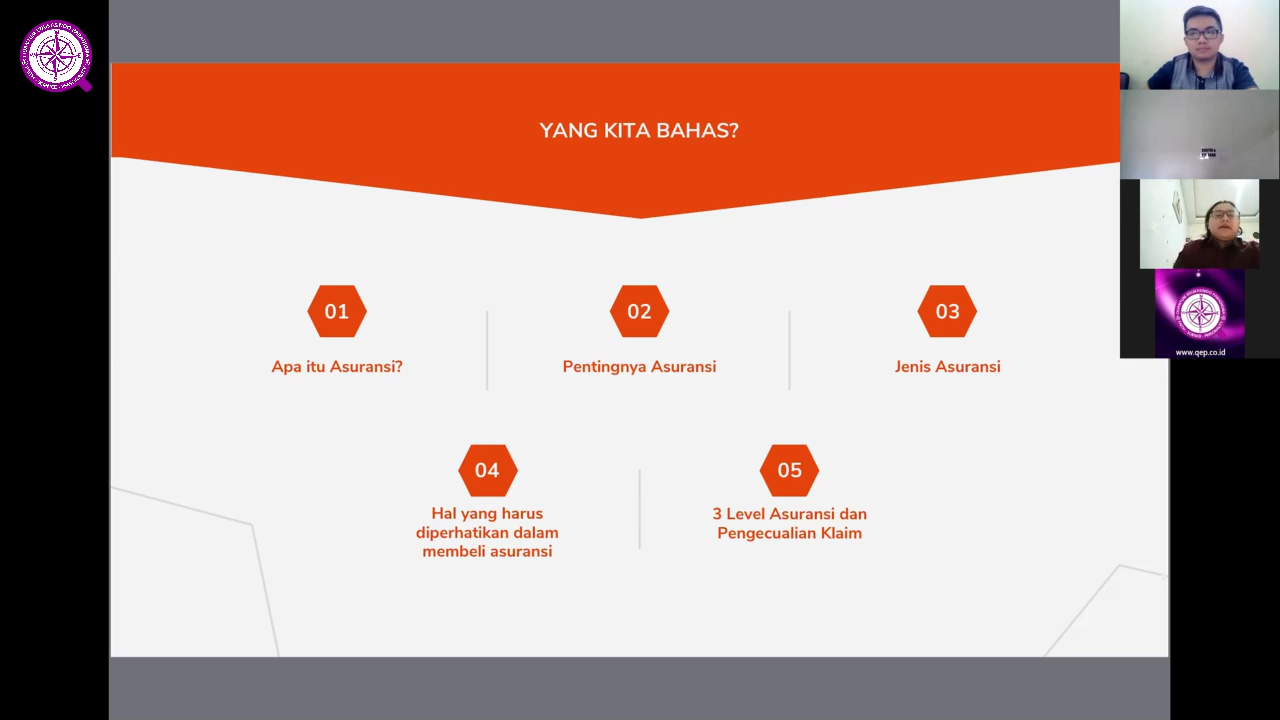 YANG KITA BAHAS?
01
02
03
Apa itu Asuransi?
Pentingnya Asuransi
Jenis Asuransi
04
05
Hal yang harus
diperhatikan dalam
membeli asuransi
3 Level Asuransi dan
Pengecualian Klaim
www.qep.co.id